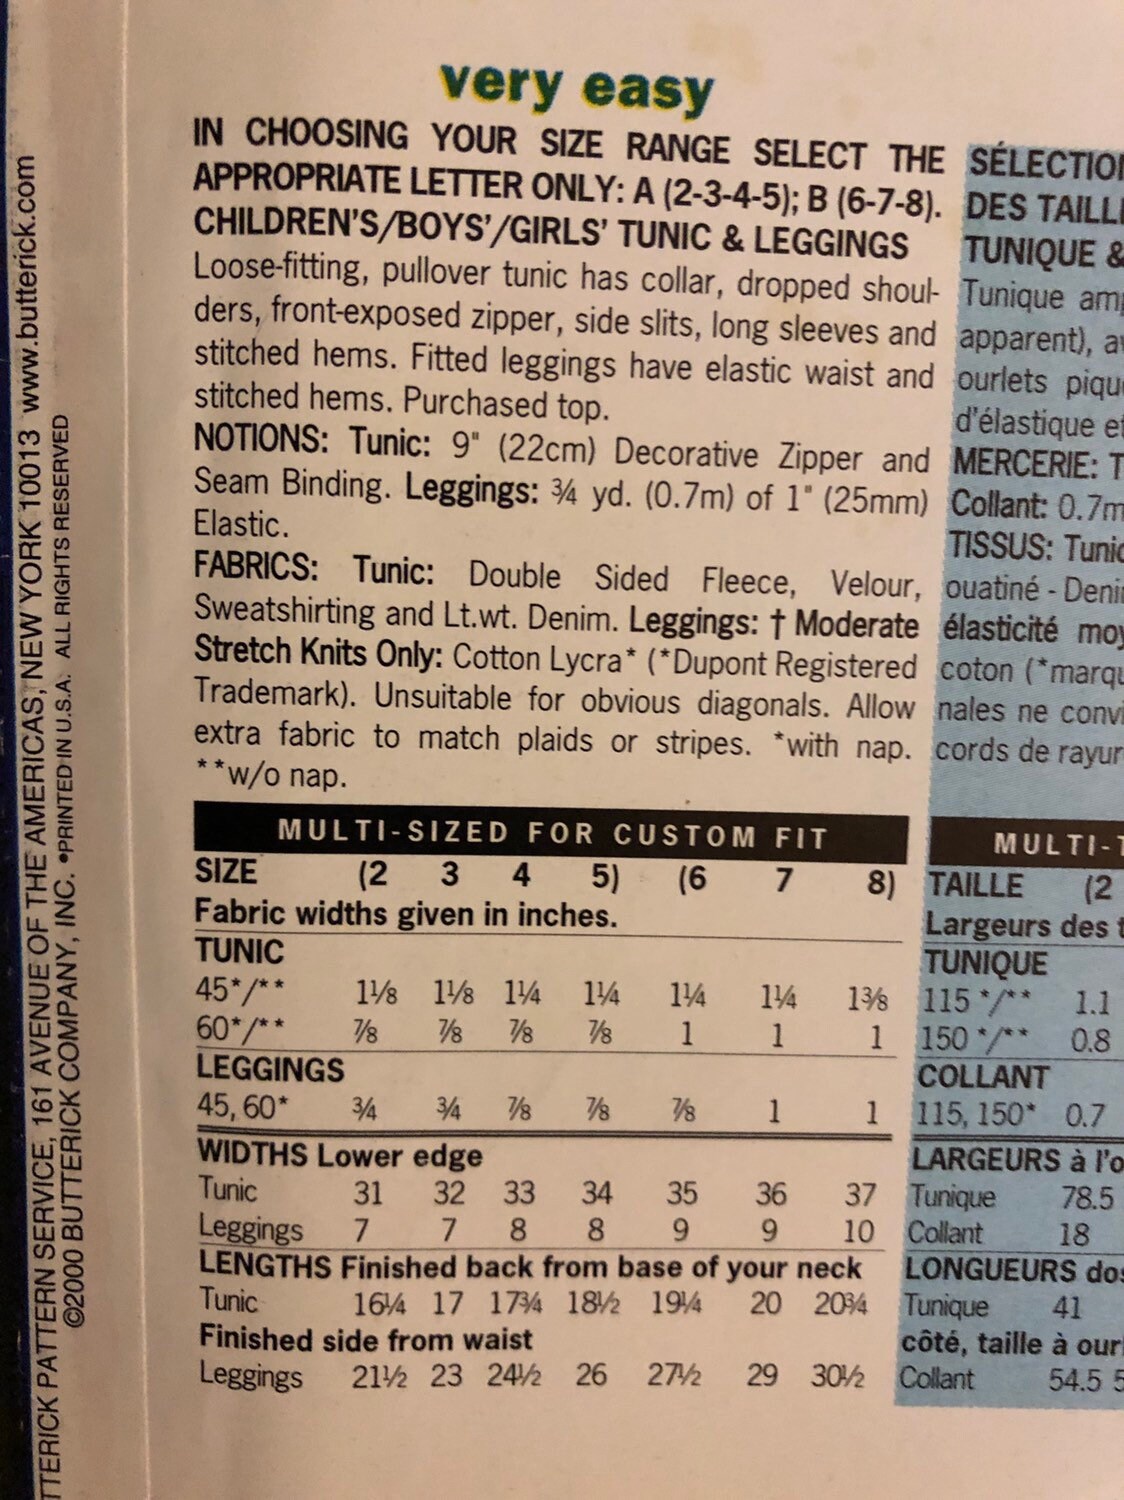 very easy
IN CHOOSING YOUR SIZE RANGE SELECT THE
APPROPRIATE LETTER ONLY: A (2-3-4-5); B (6-7-8).
CHILDREN'S/BOYS'/GIRLS' TUNIC & LEGGINGS
Loose-fitting, pullover tunic has collar, dropped shoul-
ders, front-exposed zipper, side slits, long sleeves and
stitched hems. Fitted leggings have elastic waist and
stitched hems. Purchased top.
NOTIONS: Tunic: 9" (22cm) Decorative Zipper and
Seam Binding. Leggings: ¾ yd. (0.7m) of 1" (25mm)
Elastic.
FABRICS: Tunic: Double Sided Fleece, Velour,
Sweatshirting and Lt.wt. Denim. Leggings: † Moderate
Stretch Knits Only: Cotton Lycra* (*Dupont Registered
Trademark). Unsuitable for obvious diagonals. Allow
extra fabric to match plaids or stripes. *with nap.
**w/o nap.
MULTI-SIZED FOR CUSTOM FIT
SIZE (2 3 4 5) (6 7 8)
Fabric widths given in inches.
TUNIC
45*/** 1⅛ 1⅛ 1¼ 1¼ 1¼ 1¼ 1⅜
60*/** ⅞ ⅞ ⅞ ⅞ 1 1 1
LEGGINGS
45, 60* ¾ ¾ ⅞ ⅞ ⅞ 1 1
WIDTHS Lower edge
Tunic 31 32 33 34 35 36 37
Leggings 7 7 8 8 9 9 10
LENGTHS Finished back from base of your neck
Tunic 16¼ 17 17¾ 18½ 19¼ 20 20¾
Finished side from waist
Leggings 21½ 23 24½ 26 27½ 29 30½
SÉLECTION
DES TAILL
TUNIQUE &
Tunique am
apparent), a
ourlets piqu
d'élastique et
MERCERIE: T
Collant: 0.7m
TISSUS: Tunic
ouatiné - Deni
élasticité moy
coton (*marqu
nales ne convi
cords de rayur
MULTI-T
TAILLE (2
Largeurs des t
TUNIQUE
115 */** 1.1
150 */** 0.8
COLLANT
115, 150* 0.7
LARGEURS à l'o
Tunique 78.5
Collant 18
LONGUEURS dos
Tunique 41
côté, taille à our
Collant 54.5 5
TTERICK PATTERN SERVICE, 161 AVENUE OF THE AMERICAS, NEW YORK 10013 www.butterick.com
©2000 BUTTERICK COMPANY, INC. •PRINTED IN U.S.A. ALL RIGHTS RESERVED